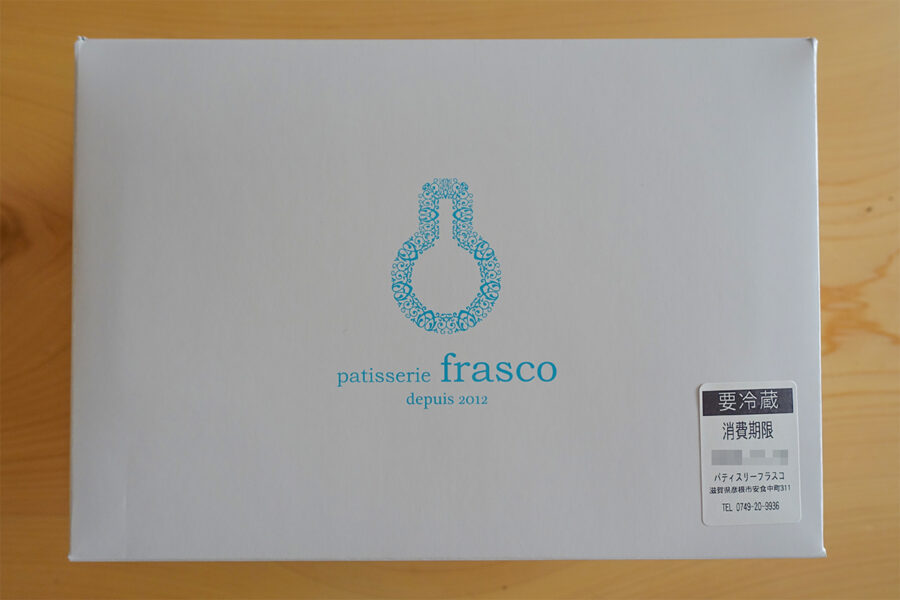 patisserie frasco
depuis 2012
要冷蔵
消費期限
パティスリーフラスコ
滋賀県彦根市安食中町311
TEL 0749-20-9936